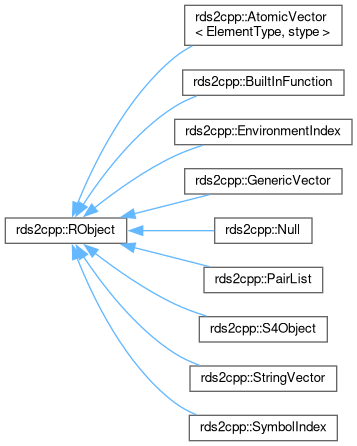 rds2cpp::AtomicVector
< ElementType, stype >
rds2cpp::BuiltInFunction
rds2cpp::EnvironmentIndex
rds2cpp::GenericVector
rds2cpp::RObject
rds2cpp::Null
rds2cpp::PairList
rds2cpp::S4Object
rds2cpp::StringVector
rds2cpp::SymbolIndex